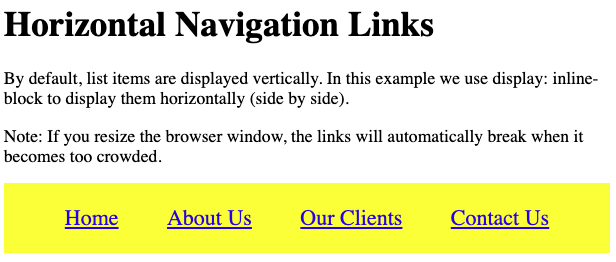 Horizontal Navigation Links
By default, list items are displayed vertically. In this example we use display: inline-
block to display them horizontally (side by side).
Note: If you resize the browser window, the links will automatically break when it
becomes too crowded.
Home About Us Our Clients Contact Us